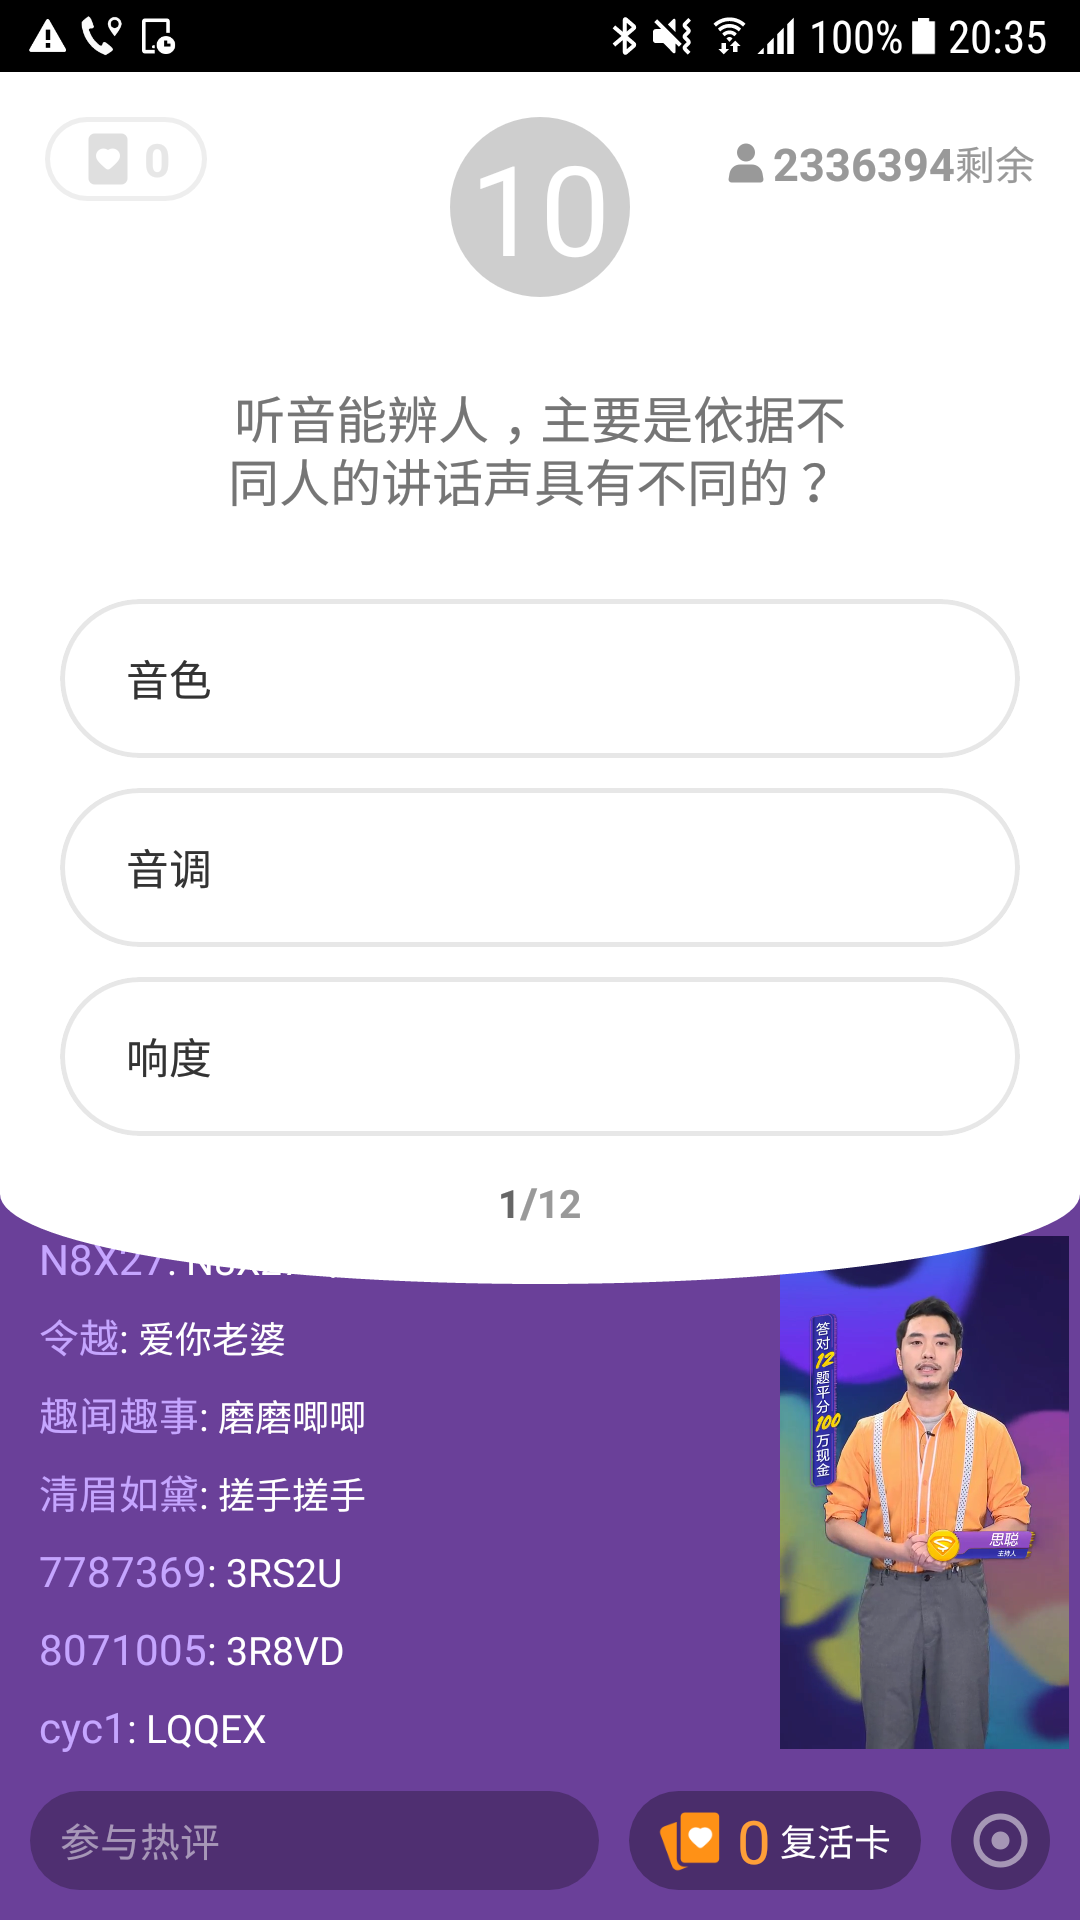 100% 20:35
0
10
2336394剩余
听音能辨人，主要是依据不
同人的讲话声具有不同的？
音色
音调
响度
1/12
令越: 爱你老婆
趣闻趣事: 磨磨唧唧
清眉如黛: 搓手搓手
7787369: 3RS2U
8071005: 3R8VD
cyc1: LQQEX
答对12题平分100万现金
思聪
主持人
参与热评
0 复活卡